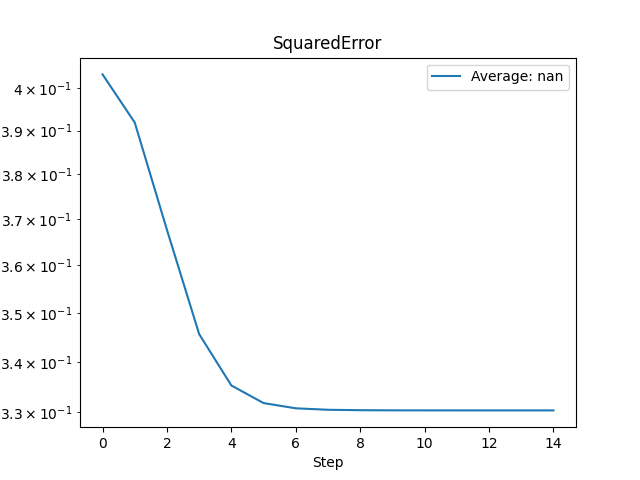 SquaredError
Average: nan
4 × 10⁻¹
3.9 × 10⁻¹
3.8 × 10⁻¹
3.7 × 10⁻¹
3.6 × 10⁻¹
3.5 × 10⁻¹
3.4 × 10⁻¹
3.3 × 10⁻¹
0 2 4 6 8 10 12 14
Step